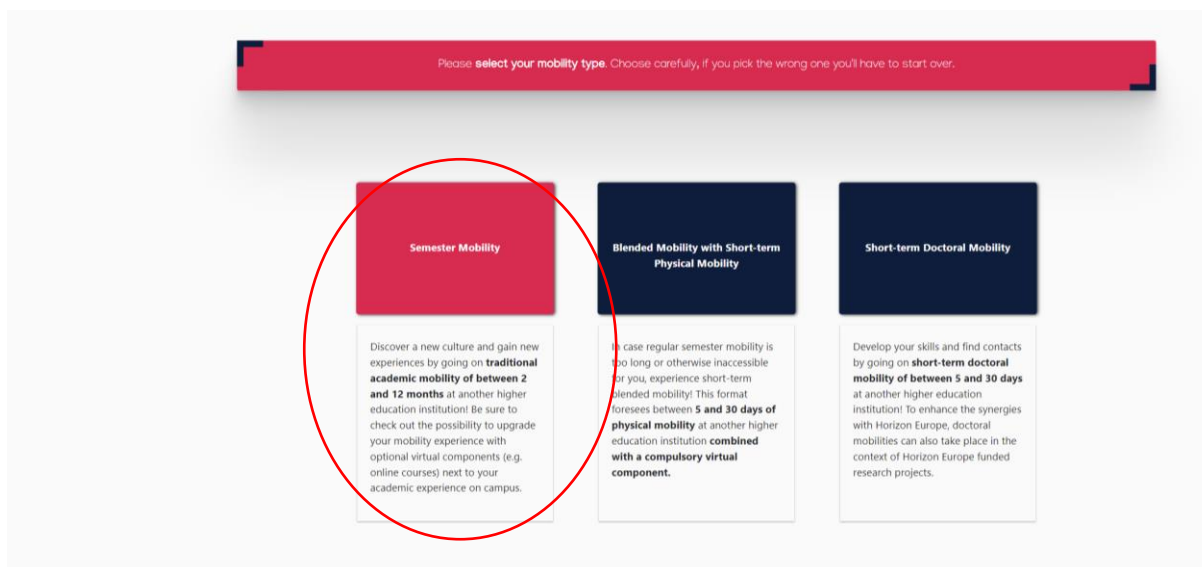 Please select your mobility type. Choose carefully, if you pick the wrong one you'll have to start over.
Semester Mobility
Discover a new culture and gain new
experiences by going on traditional
academic mobility of between 2
and 12 months at another higher
education institution! Be sure to
check out the possibility to upgrade
your mobility experience with
optional virtual components (e.g.
online courses) next to your
academic experience on campus.
Blended Mobility with Short-term
Physical Mobility
In case regular semester mobility is
too long or otherwise inaccessible
for you, experience short-term
blended mobility! This format
foresees between 5 and 30 days of
physical mobility at another higher
education institution combined
with a compulsory virtual
component.
Short-term Doctoral Mobility
Develop your skills and find contacts
by going on short-term doctoral
mobility of between 5 and 30 days
at another higher education
institution! To enhance the synergies
with Horizon Europe, doctoral
mobilities can also take place in the
context of Horizon Europe funded
research projects.